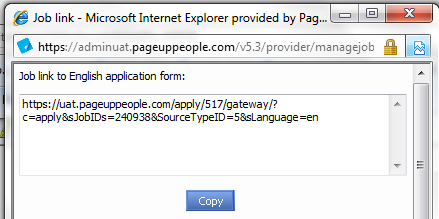 Job link - Microsoft Internet Explorer provided by Pag...
https://adminuat.pageuppeople.com/v5.3/provider/managejob
Job link to English application form:
https://uat.pageuppeople.com/apply/517/gateway/?
c=apply&sJobIDs=240938&SourceTypeID=5&sLanguage=en
Copy